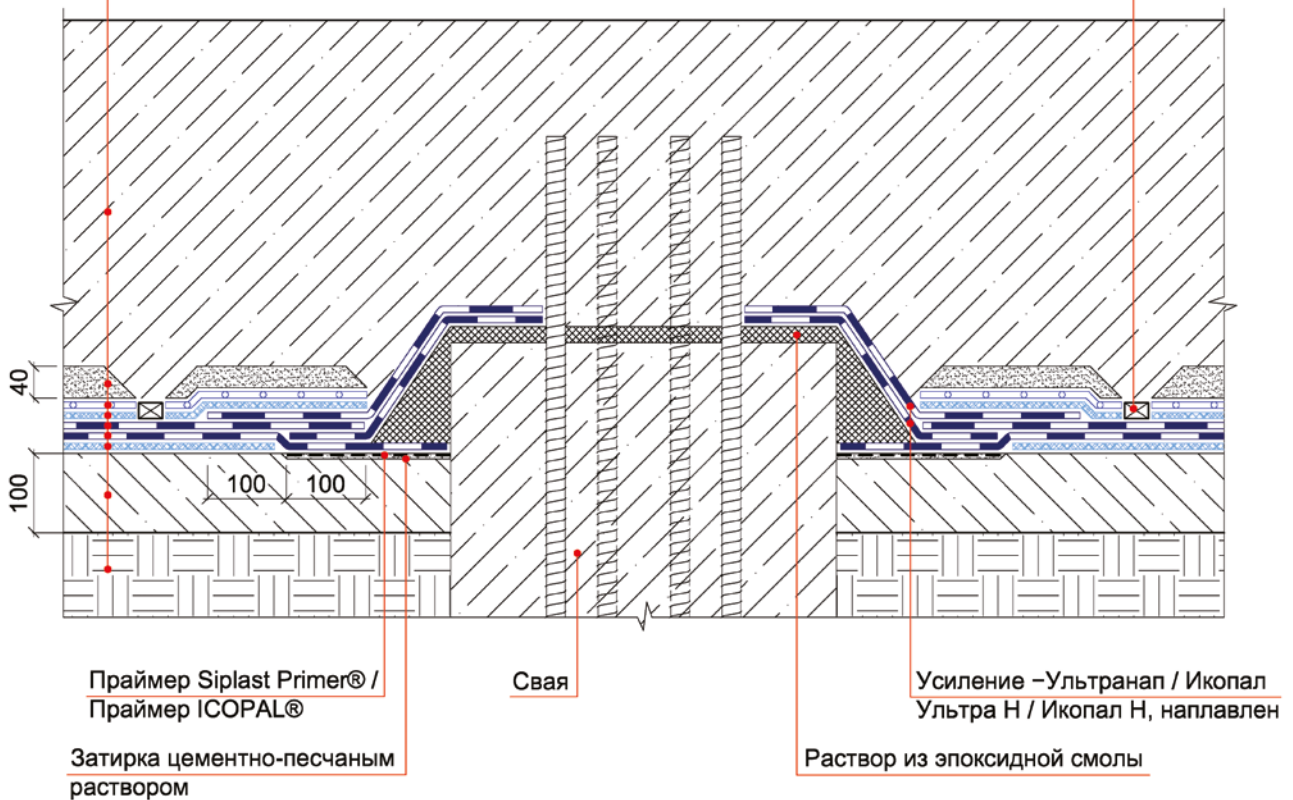 40
100
100
100
Праймер Siplast Primer® /
Праймер ICOPAL®
Свая
Усиление –Ультранап / Икопал
Ультра Н / Икопал Н, наплавлен
Затирка цементно-песчаным
раствором
Раствор из эпоксидной смолы